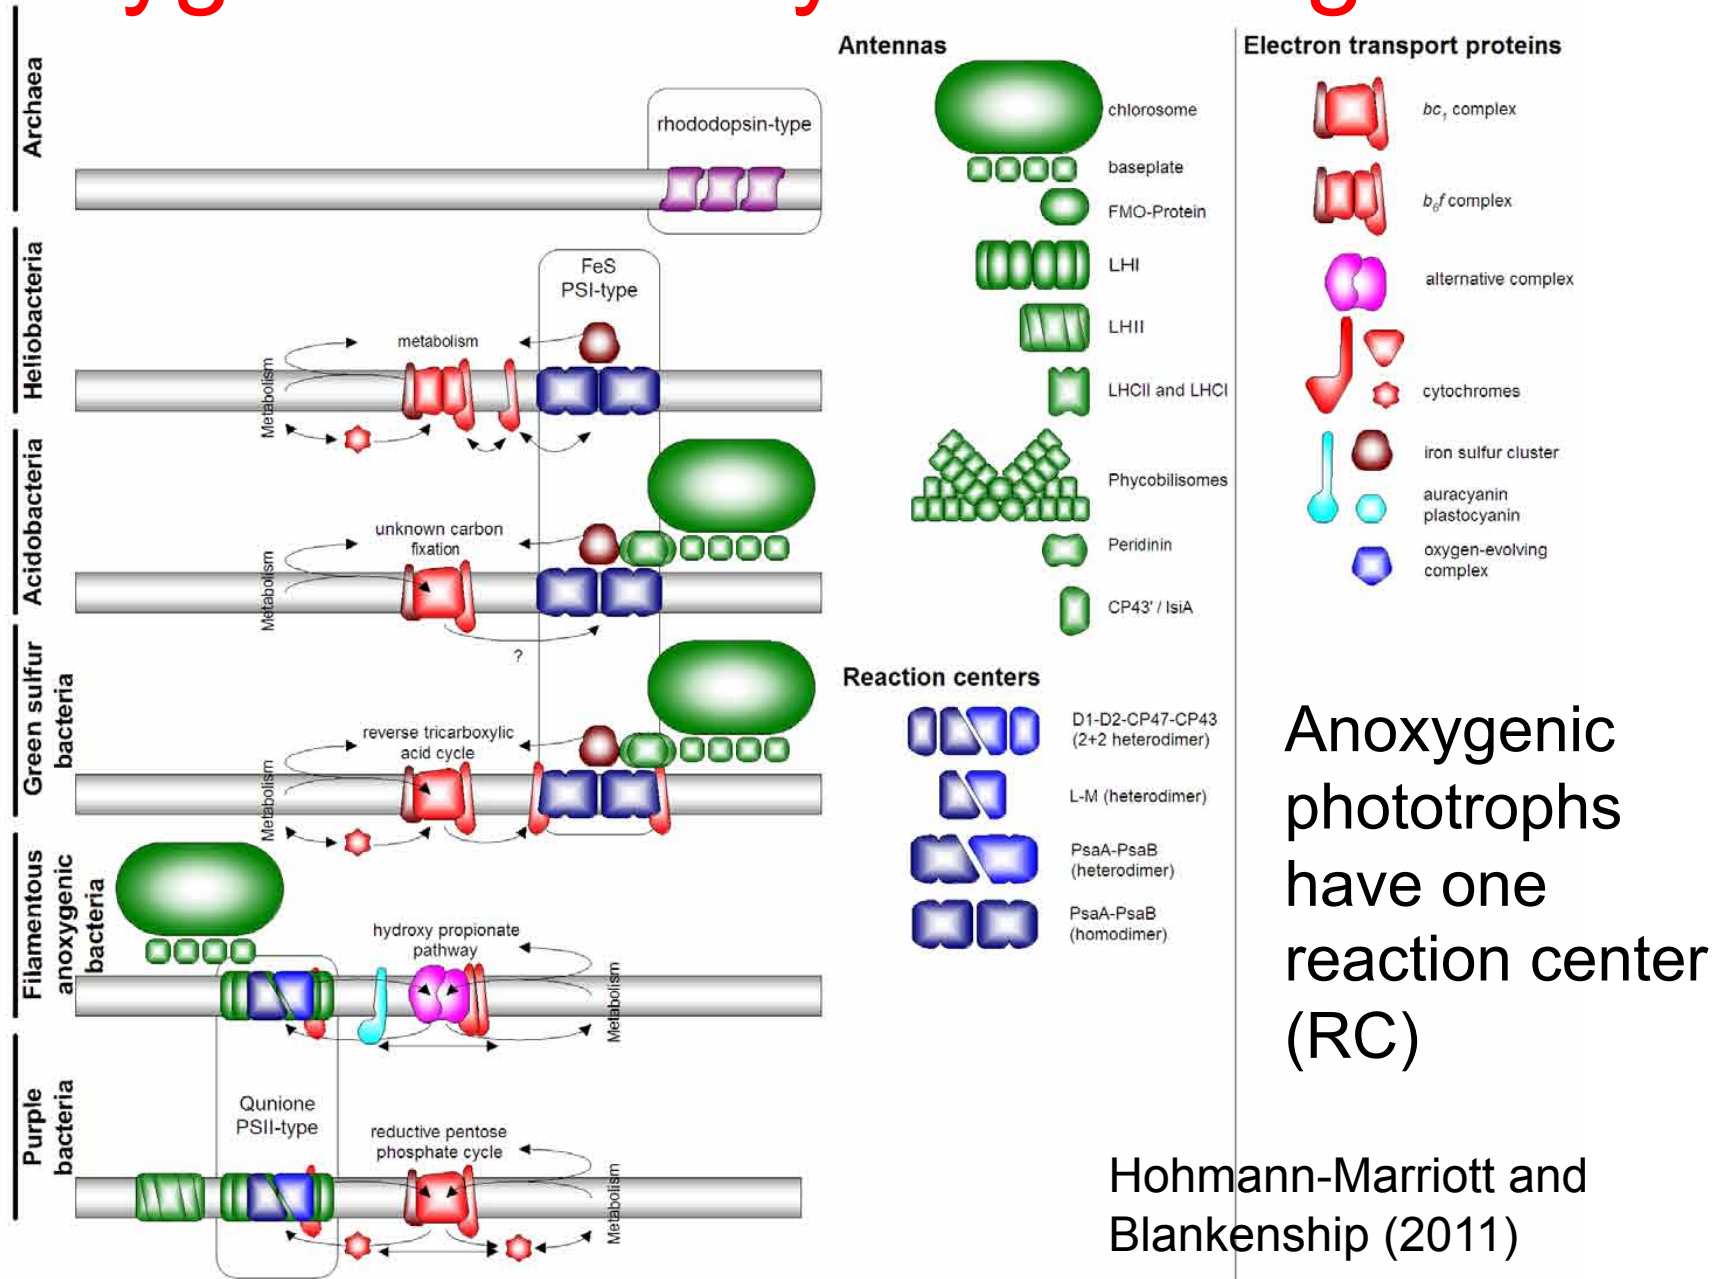 Archaea
rhododopsin-type
Heliobacteria
FeS
PSI-type
metabolism
Metabolism
Acidobacteria
unknown carbon
fixation
Metabolism
?
Green sulfur
bacteria
reverse tricarboxylic
acid cycle
Metabolism
Filamentous
anoxygenic
bacteria
hydroxy propionate
pathway
Metabolism
Purple
bacteria
Qunione
PSII-type
reductive pentose
phosphate cycle
Metabolism
Antennas
chlorosome
baseplate
FMO-Protein
LHI
LHII
LHCII and LHCI
Phycobilisomes
Peridinin
CP43' / IsiA
Reaction centers
D1-D2-CP47-CP43
(2+2 heterodimer)
L-M (heterodimer)
PsaA-PsaB
(heterodimer)
PsaA-PsaB
(homodimer)
Electron transport proteins
bc₁ complex
b₆f complex
alternative complex
cytochromes
iron sulfur cluster
auracyanin
plastocyanin
oxygen-evolving
complex
Anoxygenic
phototrophs
have one
reaction center
(RC)
Hohmann-Marriott and
Blankenship (2011)